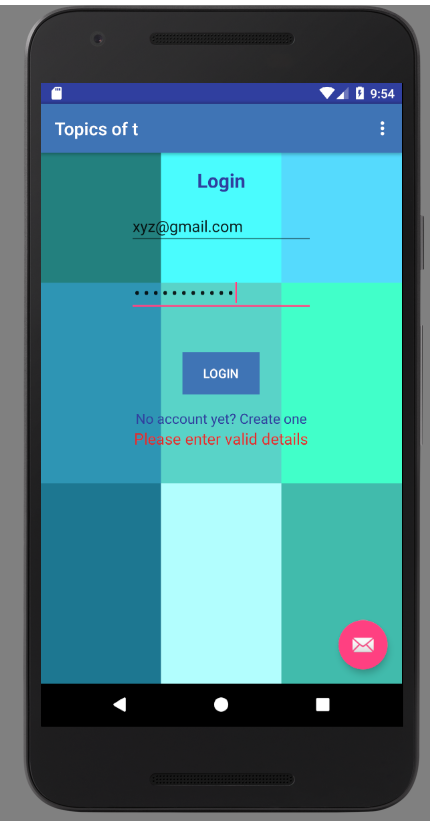 9:54
Topics of t
Login
xyz@gmail.com
•••••••••••
LOGIN
No account yet? Create one
Please enter valid details